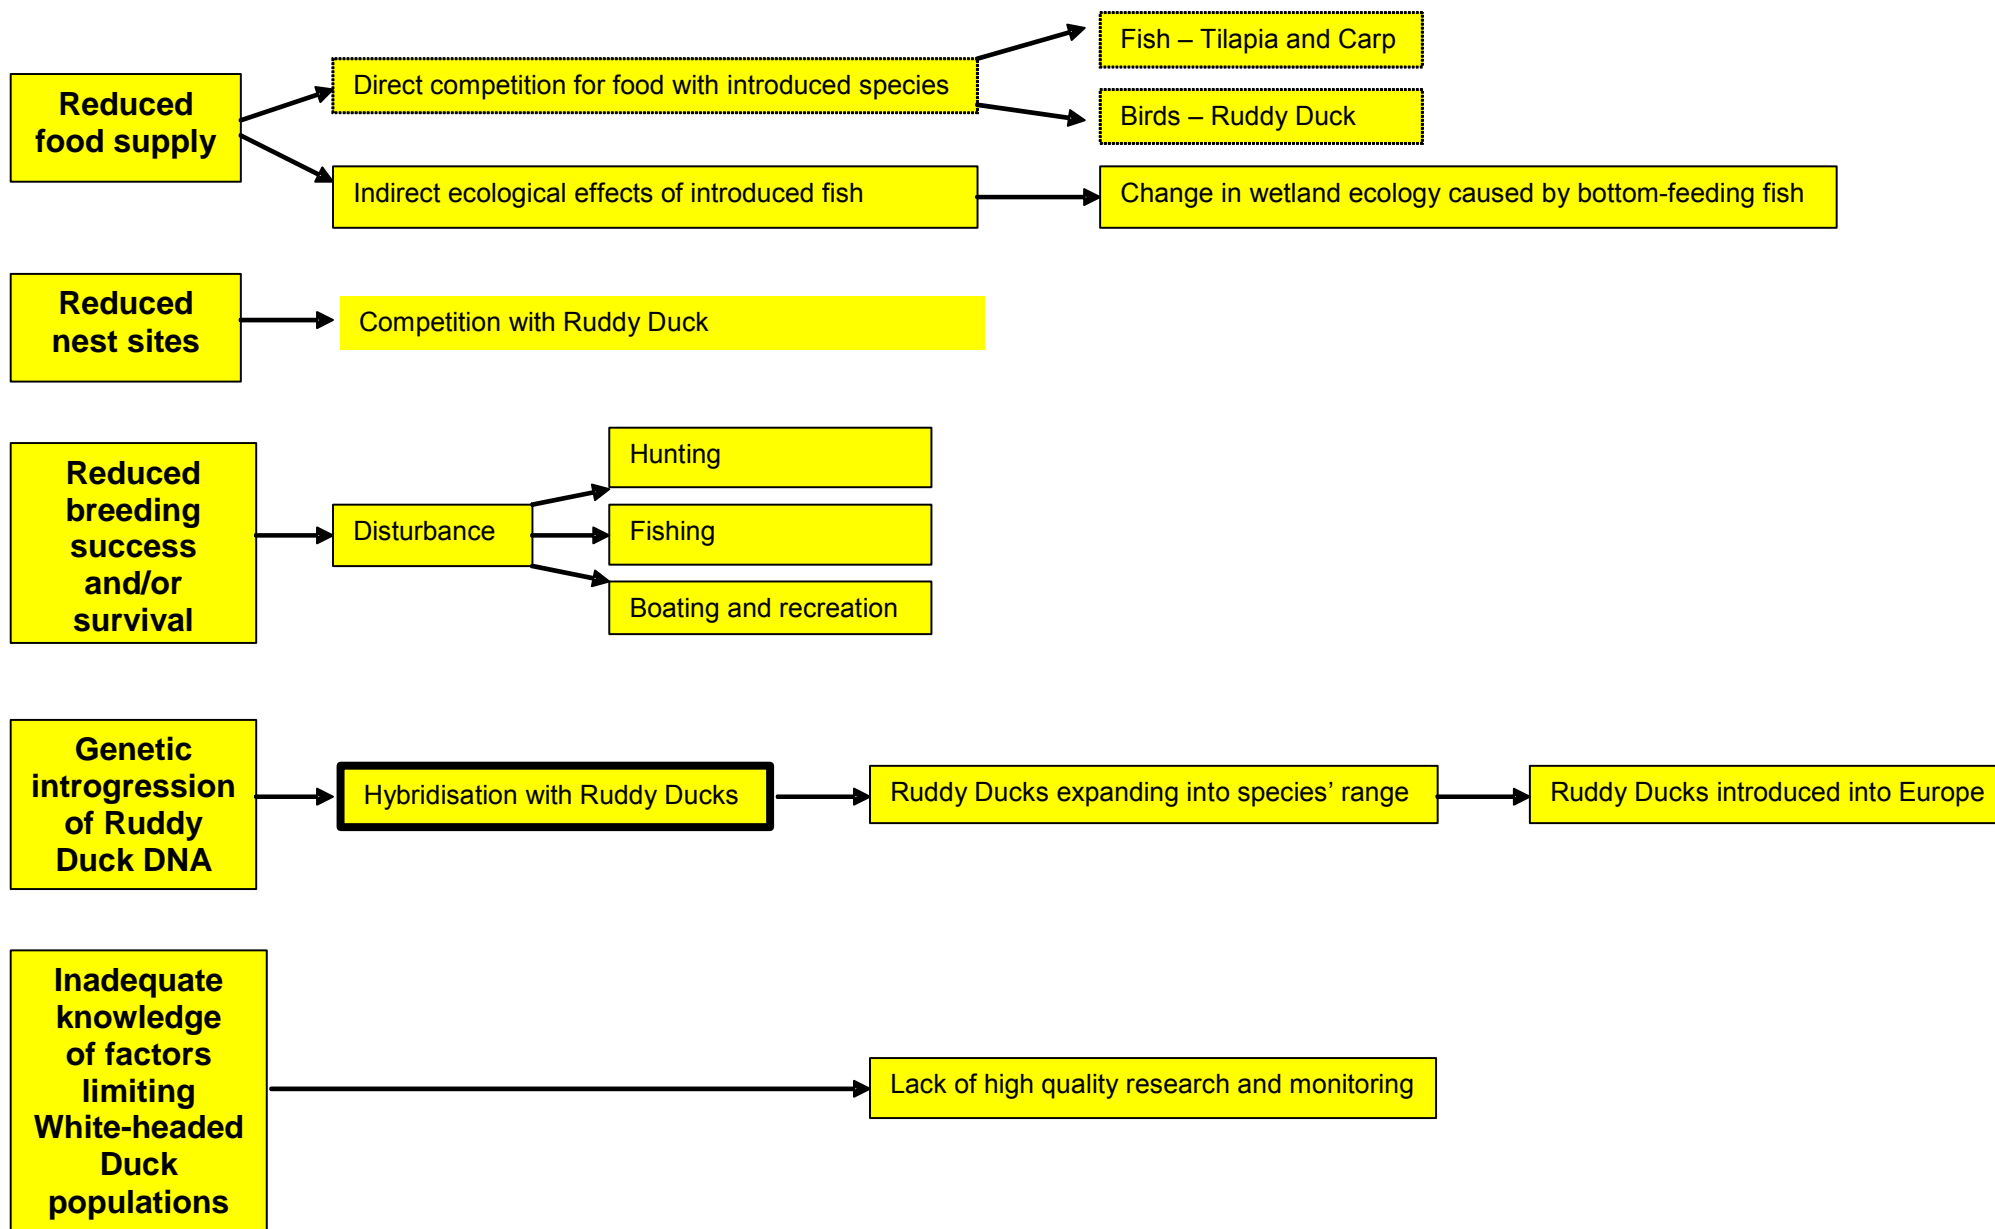 Reduced
food supply
Direct competition for food with introduced species
Fish – Tilapia and Carp
Birds – Ruddy Duck
Indirect ecological effects of introduced fish
Change in wetland ecology caused by bottom-feeding fish
Reduced
nest sites
Competition with Ruddy Duck
Reduced
breeding
success
and/or
survival
Disturbance
Hunting
Fishing
Boating and recreation
Genetic
introgression
of Ruddy
Duck DNA
Hybridisation with Ruddy Ducks
Ruddy Ducks expanding into species’ range
Ruddy Ducks introduced into Europe
Inadequate
knowledge
of factors
limiting
White-headed
Duck
populations
Lack of high quality research and monitoring